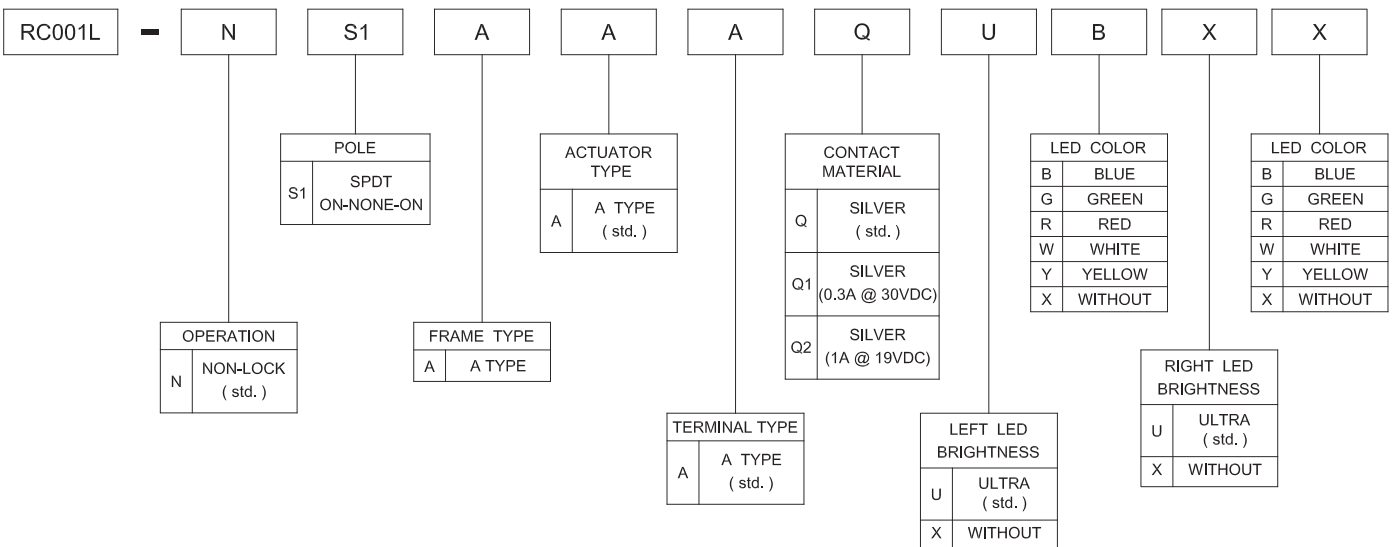 RC001L - N S1 A A A Q U B X X
POLE
S1 SPDT
ON-NONE-ON
ACTUATOR
TYPE
A A TYPE
( std. )
CONTACT
MATERIAL
Q SILVER
( std. )
Q1 SILVER
(0.3A @ 30VDC)
Q2 SILVER
(1A @ 19VDC)
LED COLOR
B BLUE
G GREEN
R RED
W WHITE
Y YELLOW
X WITHOUT
LED COLOR
B BLUE
G GREEN
R RED
W WHITE
Y YELLOW
X WITHOUT
OPERATION
N NON-LOCK
( std. )
FRAME TYPE
A A TYPE
RIGHT LED
BRIGHTNESS
U ULTRA
( std. )
X WITHOUT
TERMINAL TYPE
A A TYPE
( std. )
LEFT LED
BRIGHTNESS
U ULTRA
( std. )
X WITHOUT